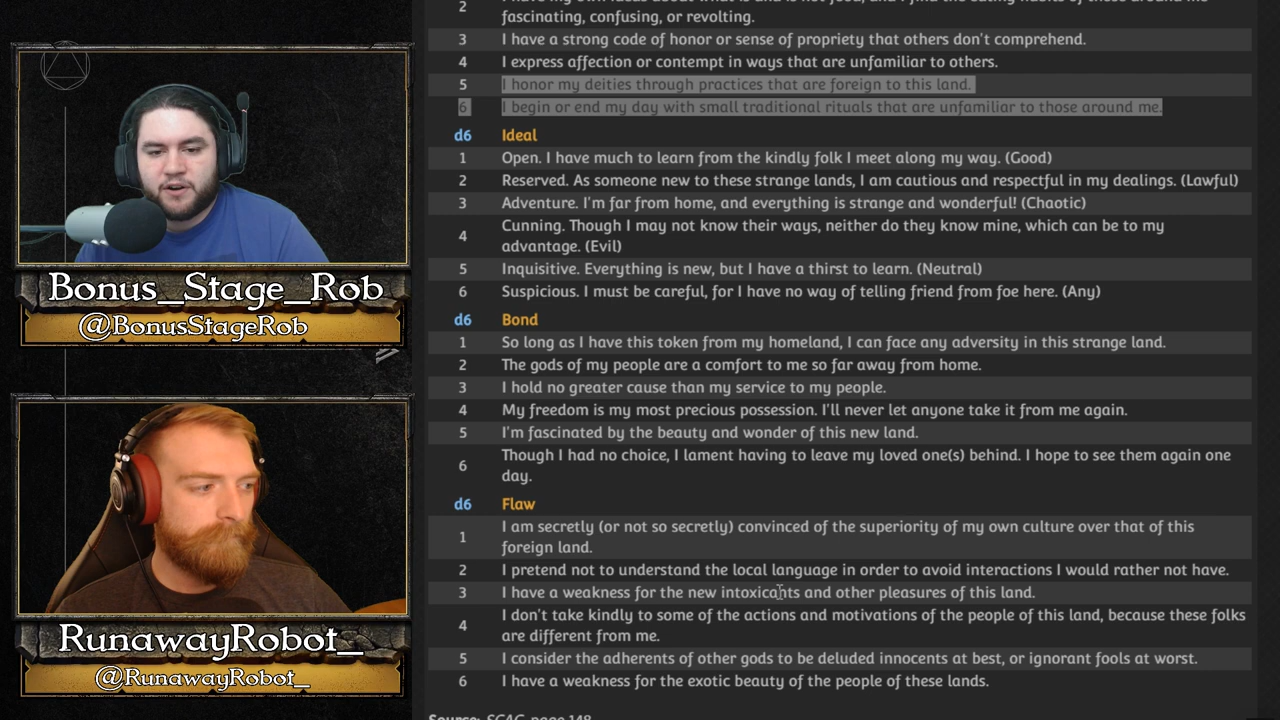 2
fascinating, confusing, or revolting.
3 I have a strong code of honor or sense of propriety that others don't comprehend.
4 I express affection or contempt in ways that are unfamiliar to others.
5 I honor my deities through practices that are foreign to this land.
6 I begin or end my day with small traditional rituals that are unfamiliar to those around me.
d6 Ideal
1 Open. I have much to learn from the kindly folk I meet along my way. (Good)
2 Reserved. As someone new to these strange lands, I am cautious and respectful in my dealings. (Lawful)
3 Adventure. I'm far from home, and everything is strange and wonderful! (Chaotic)
4 Cunning. Though I may not know their ways, neither do they know mine, which can be to my
advantage. (Evil)
5 Inquisitive. Everything is new, but I have a thirst to learn. (Neutral)
6 Suspicious. I must be careful, for I have no way of telling friend from foe here. (Any)
d6 Bond
1 So long as I have this token from my homeland, I can face any adversity in this strange land.
2 The gods of my people are a comfort to me so far away from home.
3 I hold no greater cause than my service to my people.
4 My freedom is my most precious possession. I'll never let anyone take it from me again.
5 I'm fascinated by the beauty and wonder of this new land.
6 Though I had no choice, I lament having to leave my loved one(s) behind. I hope to see them again one
day.
d6 Flaw
1 I am secretly (or not so secretly) convinced of the superiority of my own culture over that of this
foreign land.
2 I pretend not to understand the local language in order to avoid interactions I would rather not have.
3 I have a weakness for the new intoxicants and other pleasures of this land.
4 I don't take kindly to some of the actions and motivations of the people of this land, because these folks
are different from me.
5 I consider the adherents of other gods to be deluded innocents at best, or ignorant fools at worst.
6 I have a weakness for the exotic beauty of the people of these lands.
Bonus_Stage_Rob
@BonusStageRob
RunawayRobot_
@RunawayRobot_